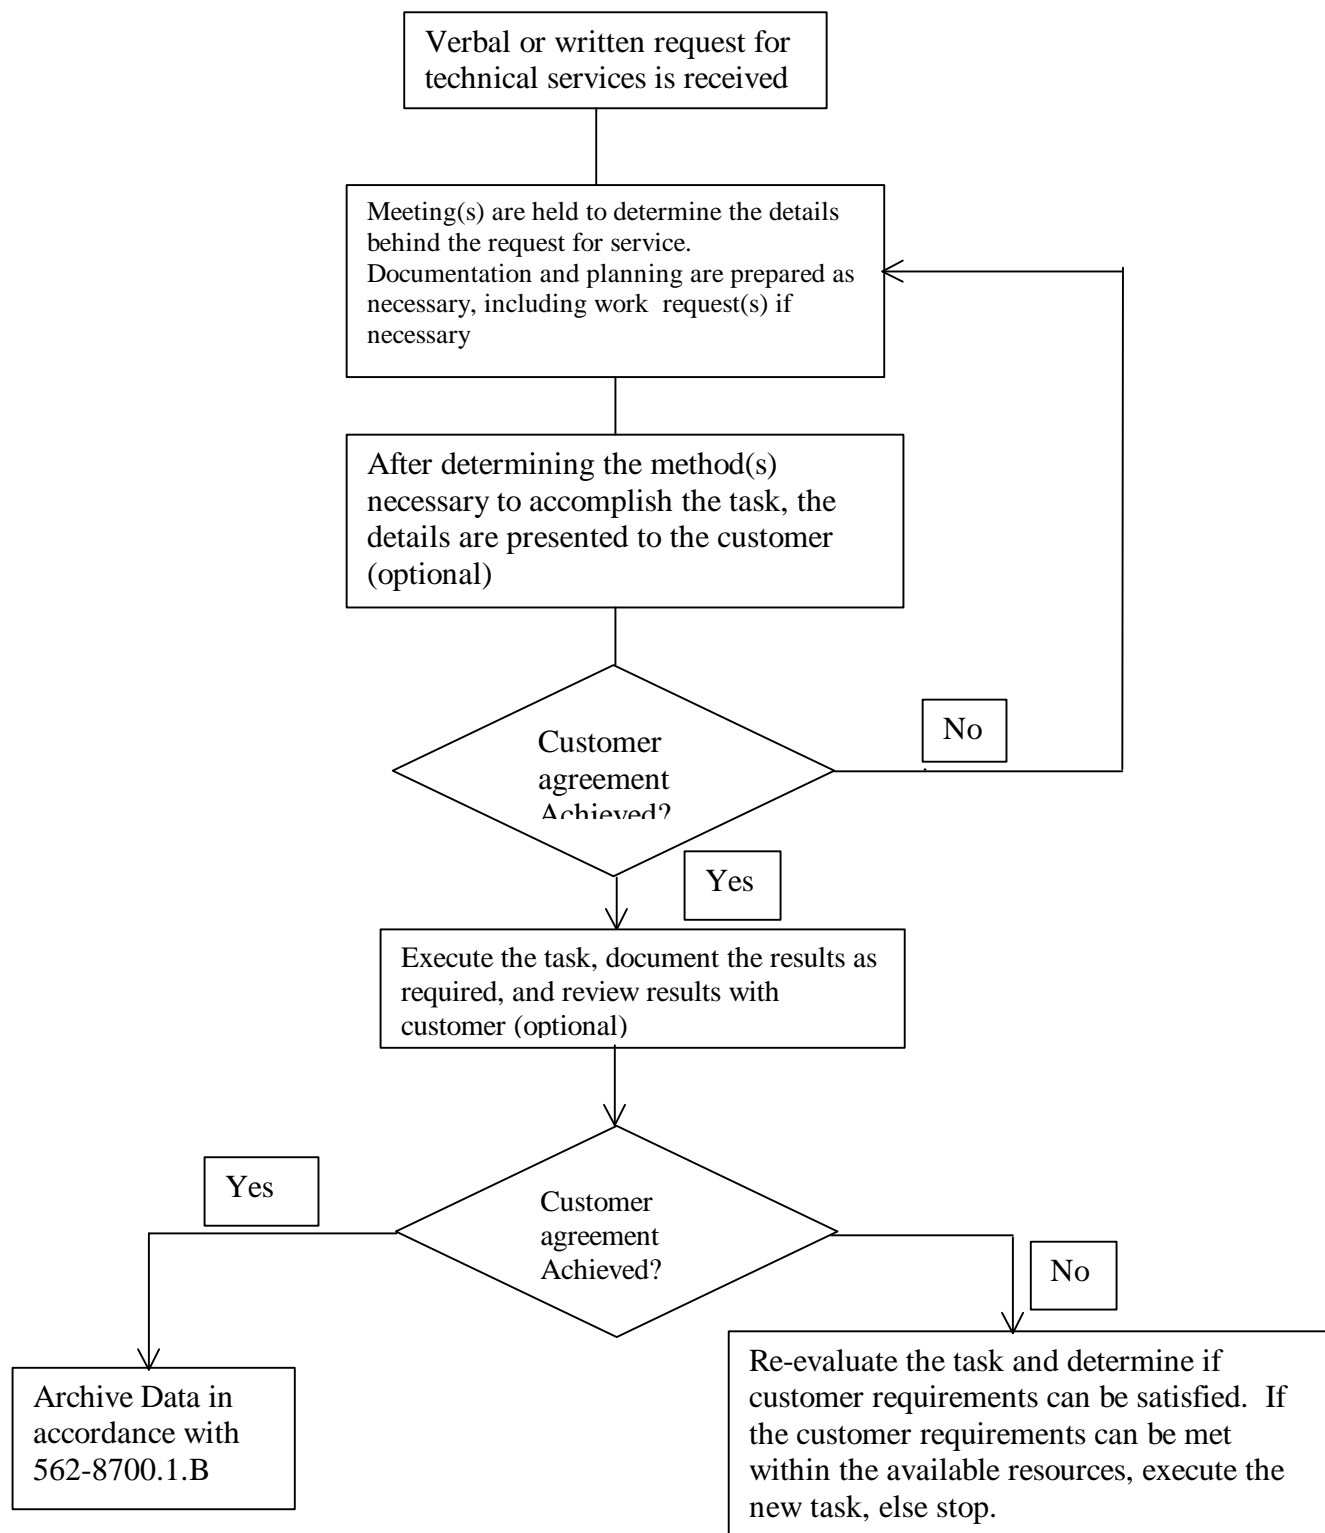 Verbal or written request for
technical services is received
Meeting(s) are held to determine the details
behind the request for service.
Documentation and planning are prepared as
necessary, including work  request(s) if
necessary
After determining the method(s)
necessary to accomplish the task, the
details are presented to the customer
(optional)
Customer
agreement
Achieved?
No
Yes
Execute the task, document the results as
required, and review results with
customer (optional)
Customer
agreement
Achieved?
Yes
No
Archive Data in
accordance with
562-8700.1.B
Re-evaluate the task and determine if
customer requirements can be satisfied.  If
the customer requirements can be met
within the available resources, execute the
new task, else stop.